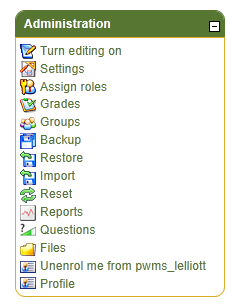 Administration
Turn editing on
Settings
Assign roles
Grades
Groups
Backup
Restore
Import
Reset
Reports
Questions
Files
Unenrol me from pwms_lelliott
Profile